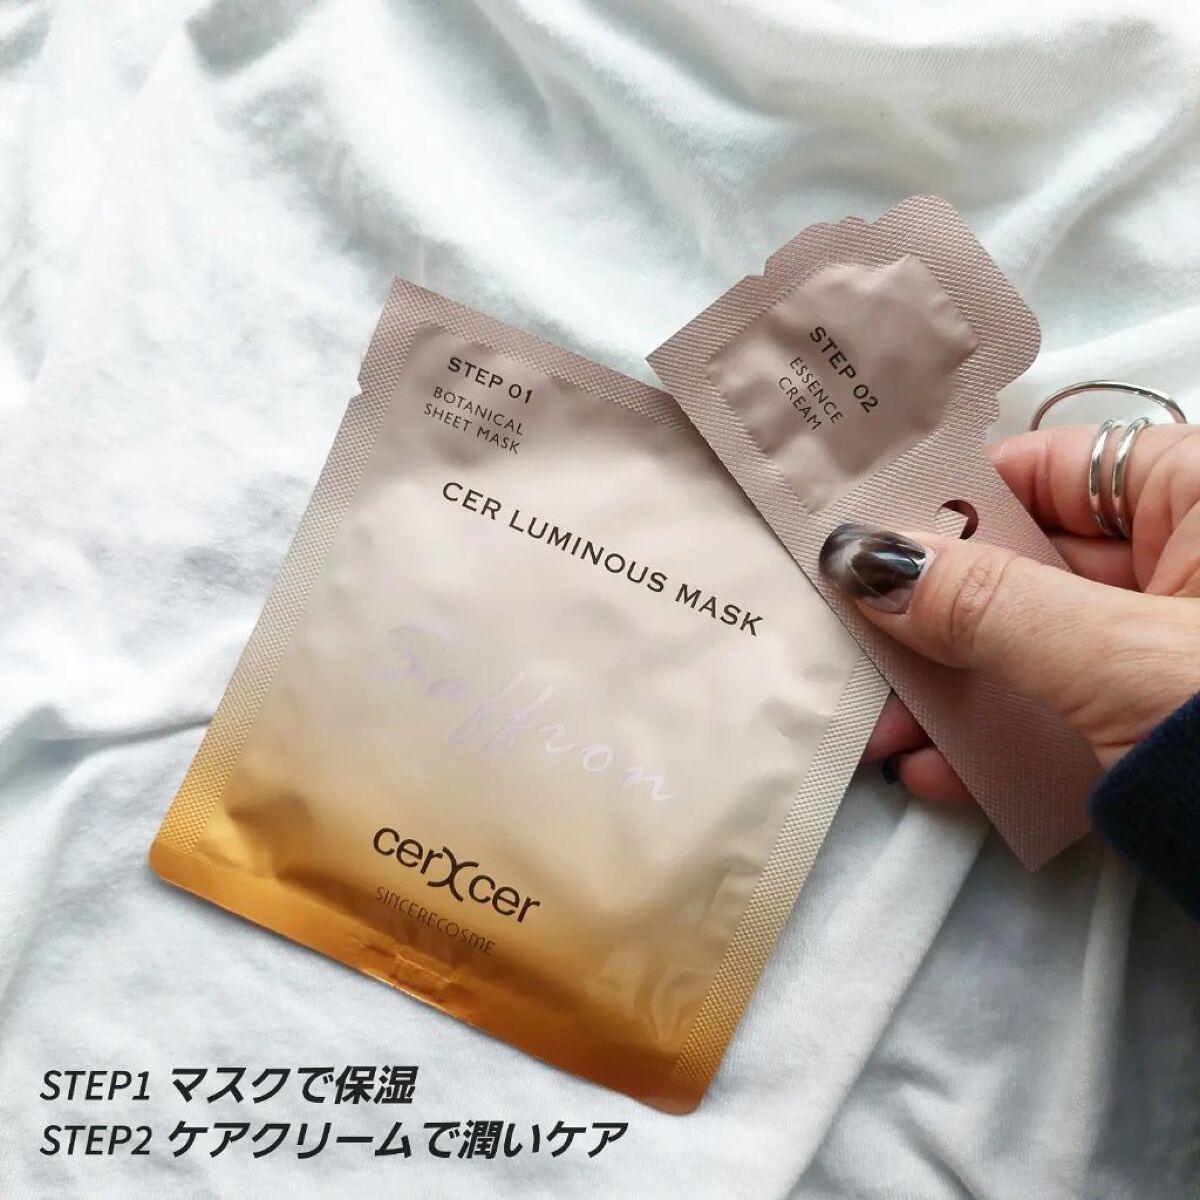 STEP 01
BOTANICAL
SHEET MASK
CER LUMINOUS MASK
Saffron
cerXcer
SINCERECOSME
STEP 02
ESSENCE
CREAM
STEP1 マスクで保湿
STEP2 ケアクリームで潤いケア